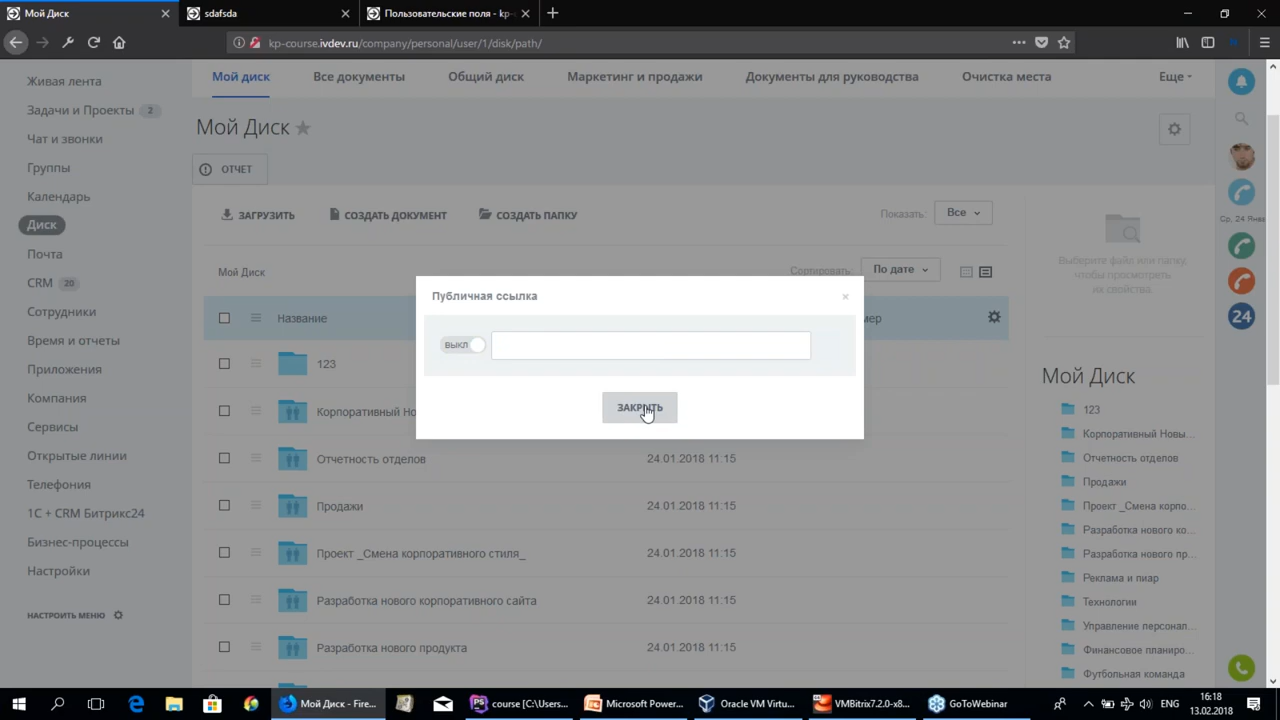 Мой Диск
sdafsda
Пользовательские поля - kp-
kp-course.ivdev.ru/company/personal/user/1/disk/path/
Живая лента
Задачи и Проекты 2
Чат и звонки
Группы
Календарь
Диск
Почта
CRM 20
Сотрудники
Время и отчеты
Приложения
Компания
Сервисы
Открытые линии
Телефония
1С + CRM Битрикс24
Бизнес-процессы
Настройки
НАСТРОИТЬ МЕНЮ
Мой диск
Все документы
Общий диск
Маркетинг и продажи
Документы для руководства
Очистка места
Еще
Мой Диск
ОТЧЕТ
ЗАГРУЗИТЬ
СОЗДАТЬ ДОКУМЕНТ
СОЗДАТЬ ПАПКУ
Показать: Все
Мой Диск
Сортировать: По дате
Название
мер
123
Корпоративный Но
Отчетность отделов 24.01.2018 11:15
Продажи 24.01.2018 11:15
Проект _Смена корпоративного стиля_ 24.01.2018 11:15
Разработка нового корпоративного сайта 24.01.2018 11:15
Разработка нового продукта 24.01.2018 11:15
Публичная ссылка
ВЫКЛ
ЗАКРЫТЬ
Выберите файл или папку,
чтобы просмотреть
их свойства.
Мой Диск
123
Корпоративный Новы...
Отчетность отделов
Продажи
Проект _Смена корпо...
Разработка нового ко...
Разработка нового пр...
Реклама и пиар
Технологии
Управление персонал...
Финансовое планиро...
Футбольная команда
Ср, 24 Янва
24
Мой Диск - Fire...
course [C:\Users...
Microsoft Power...
Oracle VM Virtu...
VMBitrix7.2.0-x8...
GoToWebinar
ENG
16:18
13.02.2018